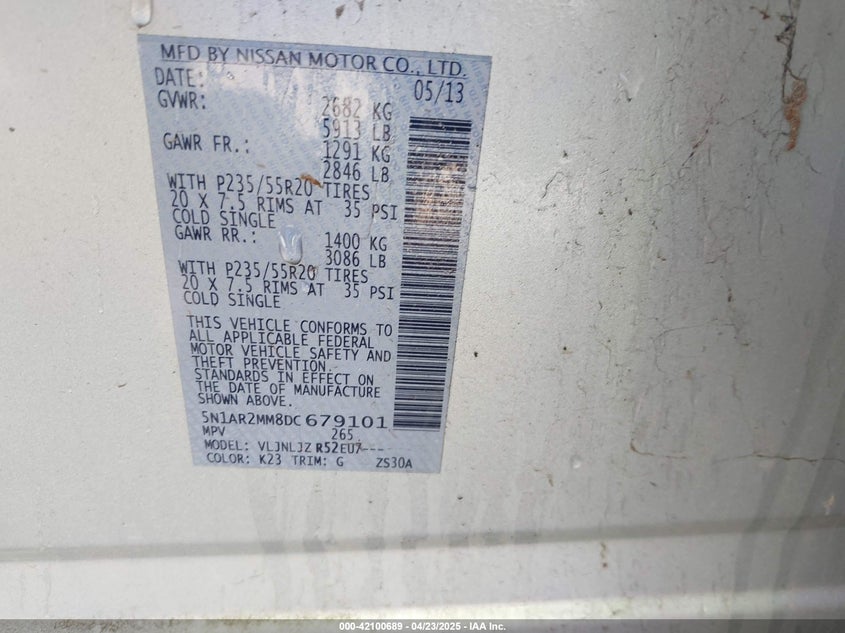 MFD BY NISSAN MOTOR CO., LTD.
DATE: 05/13
GVWR: 2682 KG
5913 LB
GAWR FR.: 1291 KG
2846 LB
WITH P235/55R20 TIRES
20 X 7.5 RIMS AT 35 PSI
COLD SINGLE
GAWR RR.: 1400 KG
3086 LB
WITH P235/55R20 TIRES
20 X 7.5 RIMS AT 35 PSI
COLD SINGLE
THIS VEHICLE CONFORMS TO
ALL APPLICABLE FEDERAL
MOTOR VEHICLE SAFETY AND
THEFT PREVENTION
STANDARDS IN EFFECT ON
THE DATE OF MANUFACTURE
SHOWN ABOVE.
5N1AR2MM8DC679101
MPV 265
MODEL: VLJNLJZ R52EU7---
COLOR: K23 TRIM: G ZS30A
000-42100689 - 04/23/2025 - IAA Inc.